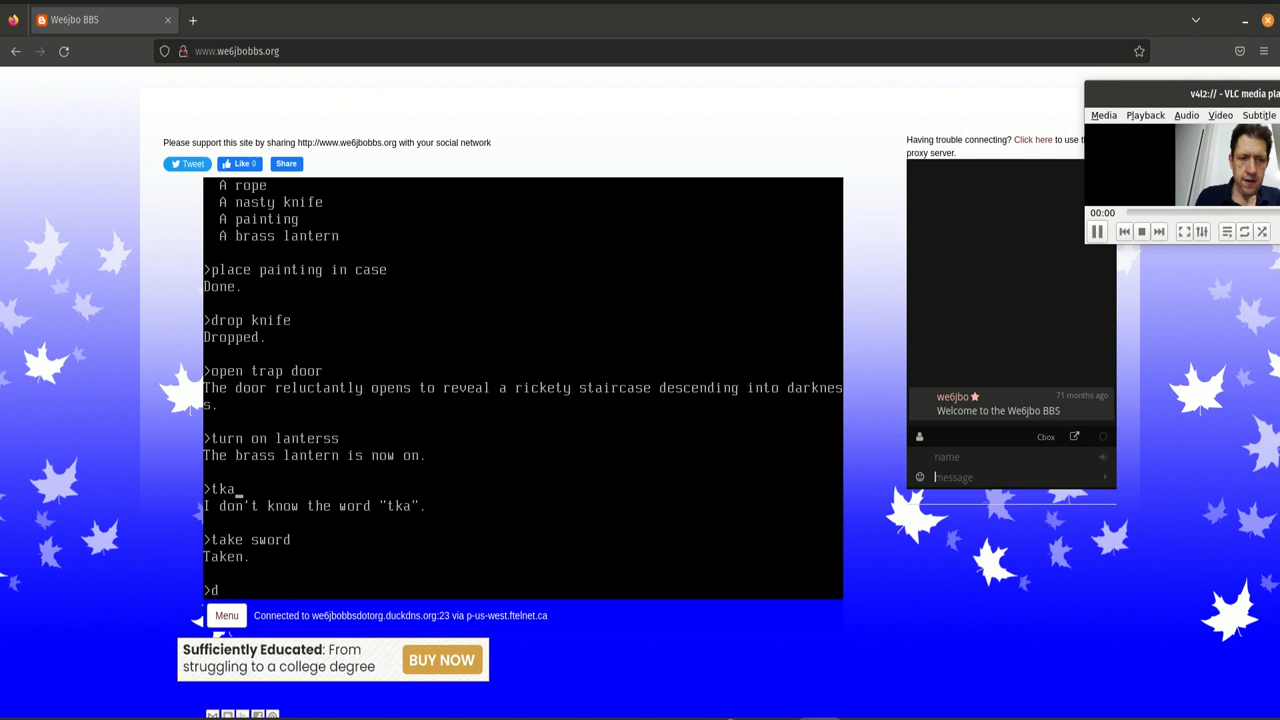 We6jbo BBS
www.we6jbobbs.org
v4l2:// - VLC media pla
Media Playback Audio Video Subtitle
00:00
Please support this site by sharing http://www.we6jbobbs.org with your social network
Tweet
Like 0
Share
Having trouble connecting? Click here to use t
proxy server.
A rope
A nasty knife
A painting
A brass lantern
>place painting in case
Done.
>drop knife
Dropped.
>open trap door
The door reluctantly opens to reveal a rickety staircase descending into darknes
s.
>turn on lanterss
The brass lantern is now on.
>tka_
I don't know the word "tka".
>take sword
Taken.
>d
we6jbo 71 months ago
Welcome to the We6jbo BBS
Cbox
name
message
Menu
Connected to we6jbobbsdotorg.duckdns.org:23 via p-us-west.ftelnet.ca
Sufficiently Educated: From
struggling to a college degree
BUY NOW